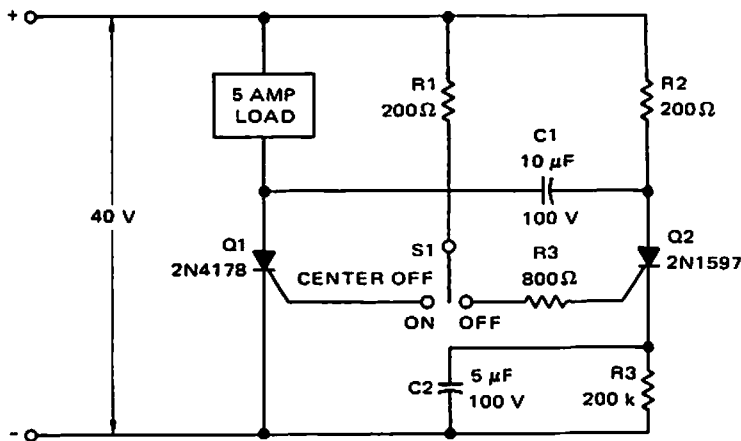 +
5 AMP
LOAD
R1
200Ω
R2
200Ω
C1
10 µF
100 V
40 V
Q1
2N4178
S1
CENTER OFF
ON
OFF
R3
800Ω
Q2
2N1597
C2
5 µF
100 V
R3
200 k
-